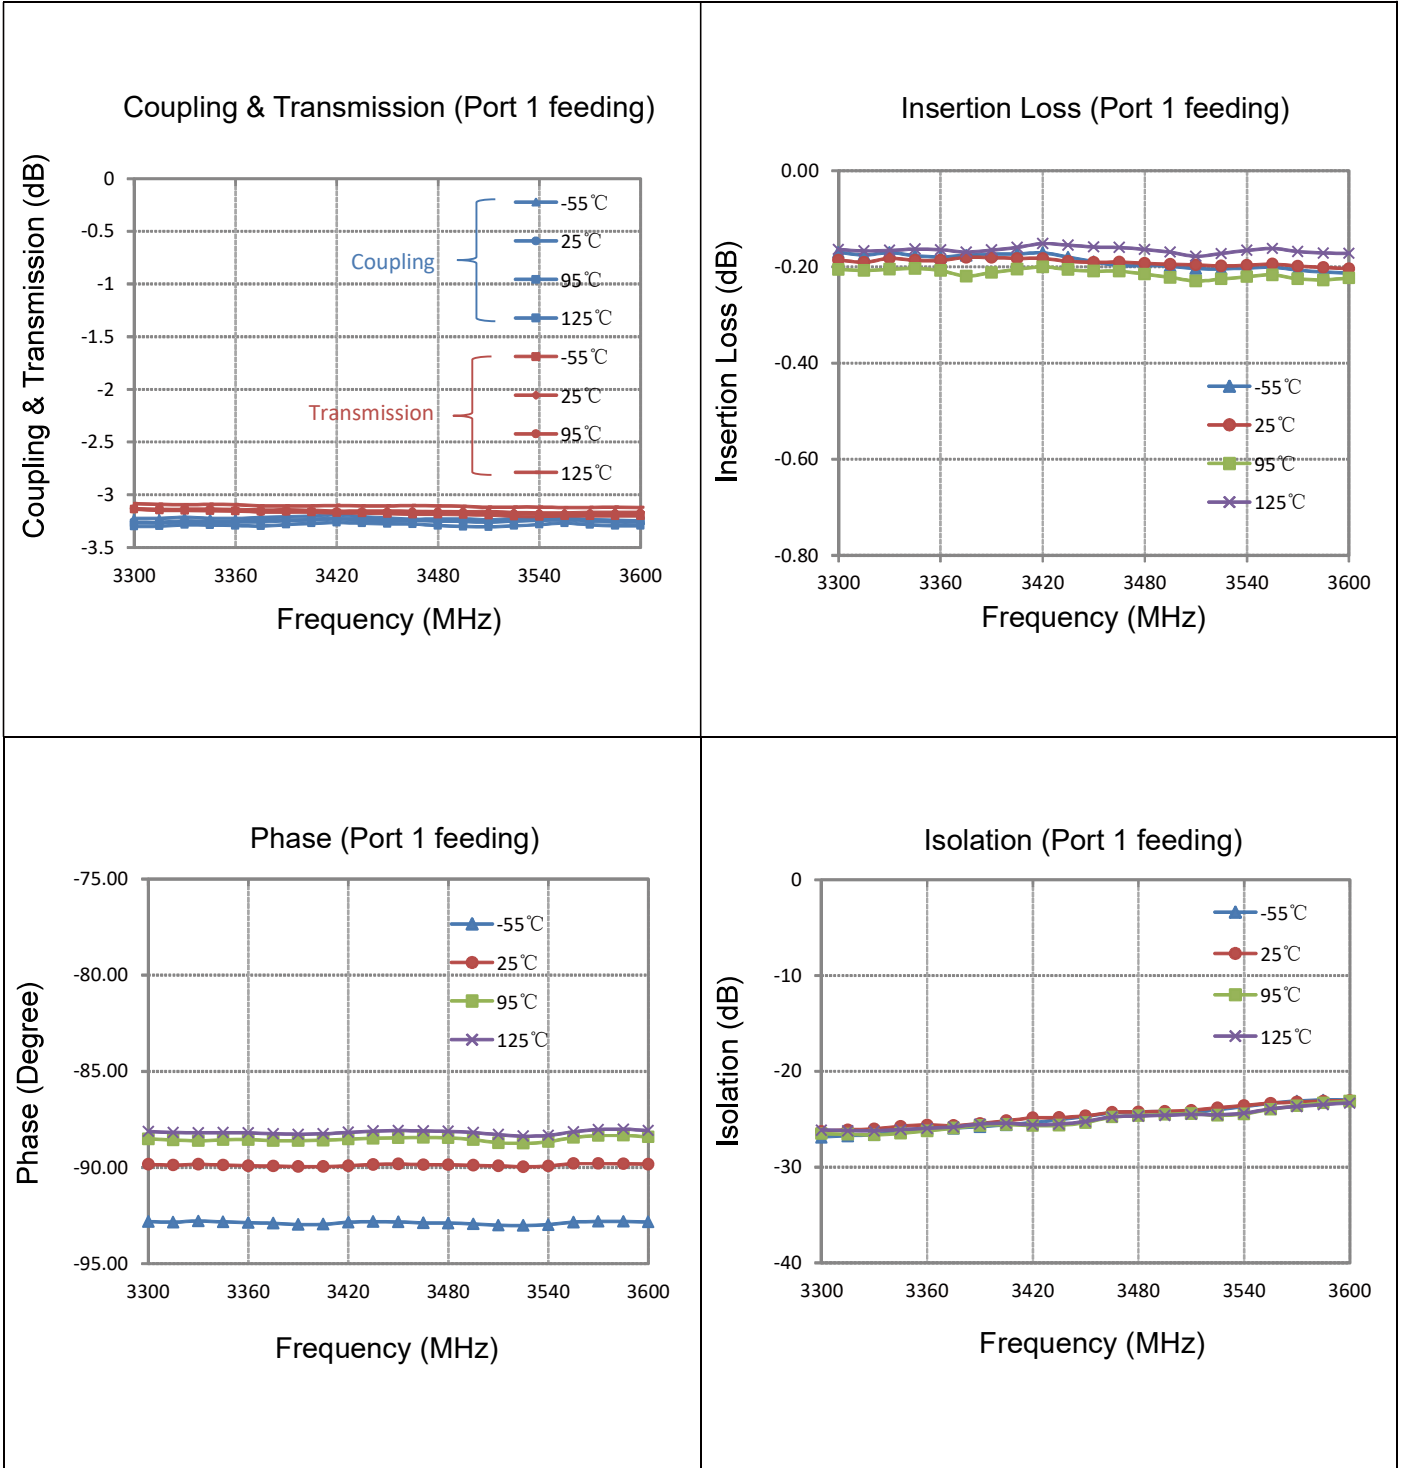 Coupling & Transmission (Port 1 feeding)
Coupling & Transmission (dB)
0
-0.5
-1
-1.5
-2
-2.5
-3
-3.5
Coupling
-55℃
25℃
95℃
125℃
Transmission
-55℃
25℃
95℃
125℃
3300 3360 3420 3480 3540 3600
Frequency (MHz)
Insertion Loss (Port 1 feeding)
Insertion Loss (dB)
0.00
-0.20
-0.40
-0.60
-0.80
-55℃
25℃
95℃
125℃
3300 3360 3420 3480 3540 3600
Frequency (MHz)
Phase (Port 1 feeding)
Phase (Degree)
-75.00
-80.00
-85.00
-90.00
-95.00
-55℃
25℃
95℃
125℃
3300 3360 3420 3480 3540 3600
Frequency (MHz)
Isolation (Port 1 feeding)
Isolation (dB)
0
-10
-20
-30
-40
-55℃
25℃
95℃
125℃
3300 3360 3420 3480 3540 3600
Frequency (MHz)